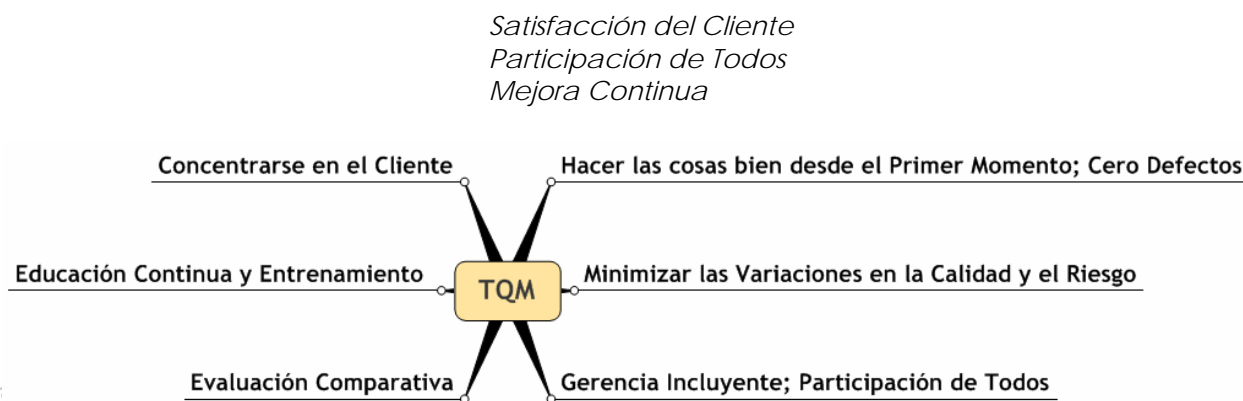 Satisfacción del Cliente
Participación de Todos
Mejora Continua
Concentrarse en el Cliente
Hacer las cosas bien desde el Primer Momento; Cero Defectos
Educación Continua y Entrenamiento
TQM
Minimizar las Variaciones en la Calidad y el Riesgo
Evaluación Comparativa
Gerencia Incluyente; Participación de Todos